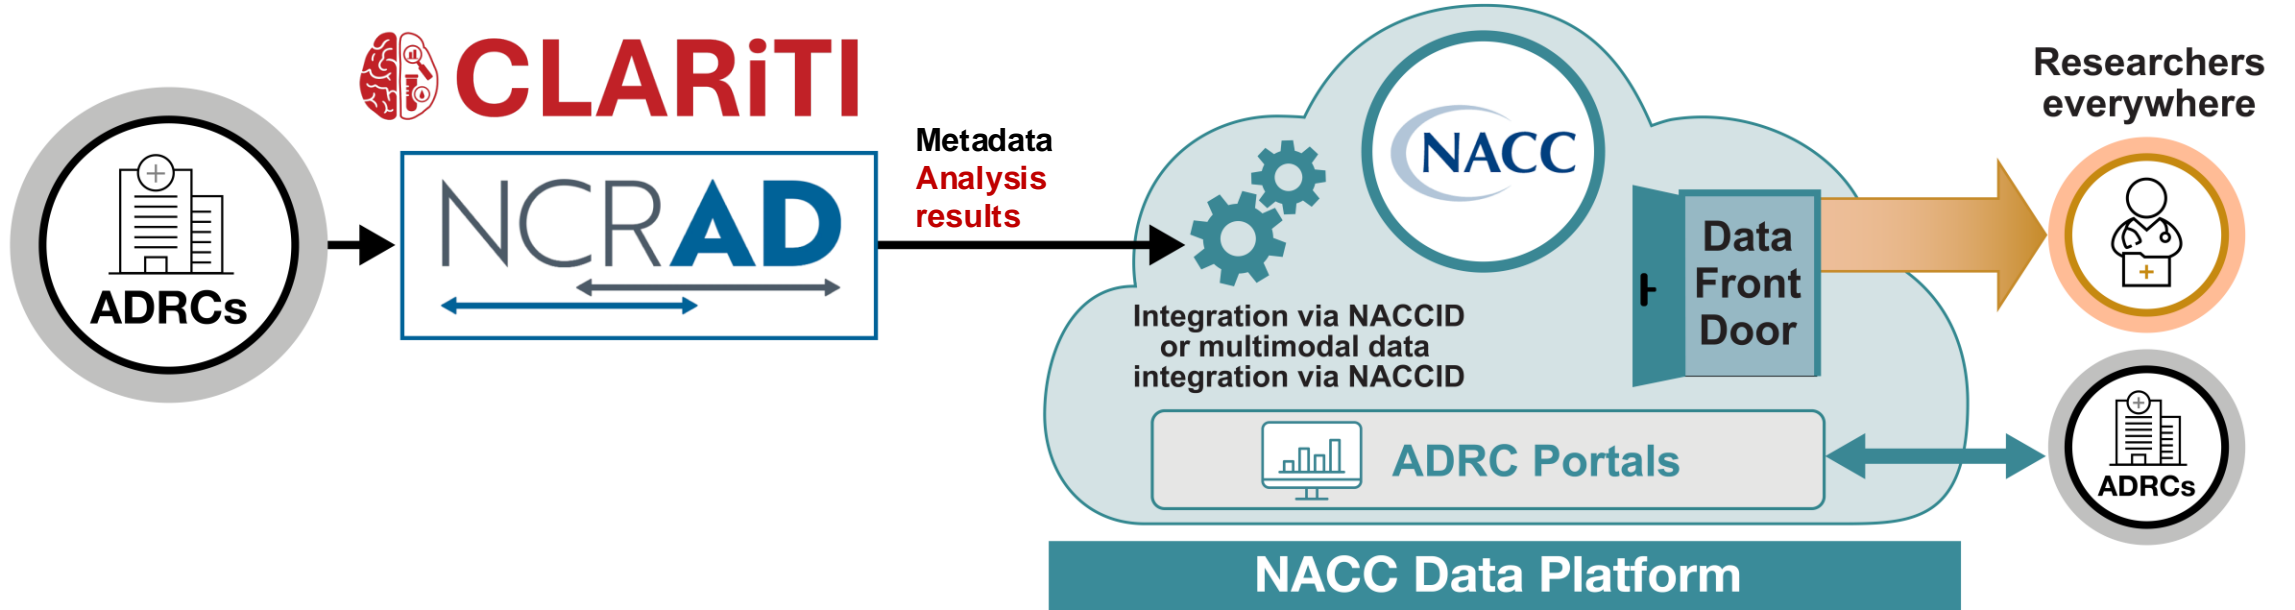 ADRCs
CLARiTI
NCRAD
Metadata
Analysis
results
NACC
Integration via NACCID
or multimodal data
integration via NACCID
Data
Front
Door
ADRC Portals
NACC Data Platform
Researchers
everywhere
ADRCs